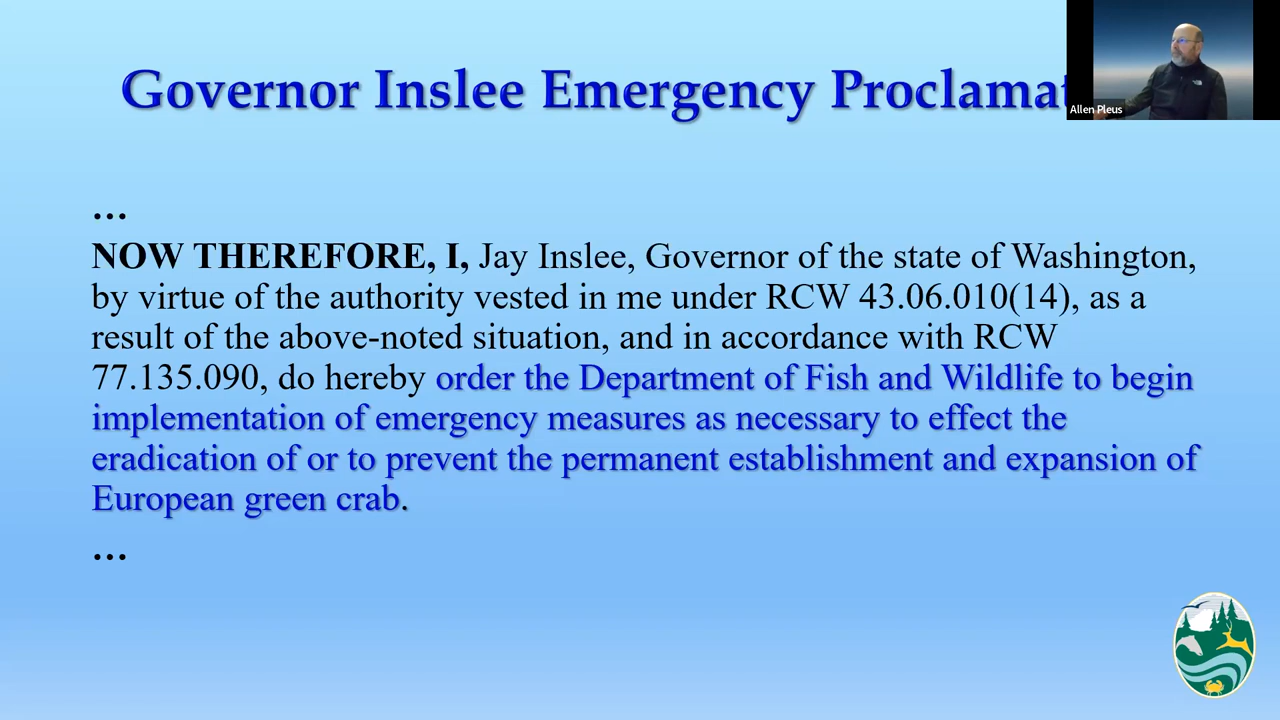 Governor Inslee Emergency Proclamat
Allen Pleus
...
NOW THEREFORE, I, Jay Inslee, Governor of the state of Washington,
by virtue of the authority vested in me under RCW 43.06.010(14), as a
result of the above-noted situation, and in accordance with RCW
77.135.090, do hereby order the Department of Fish and Wildlife to begin
implementation of emergency measures as necessary to effect the
eradication of or to prevent the permanent establishment and expansion of
European green crab.
...